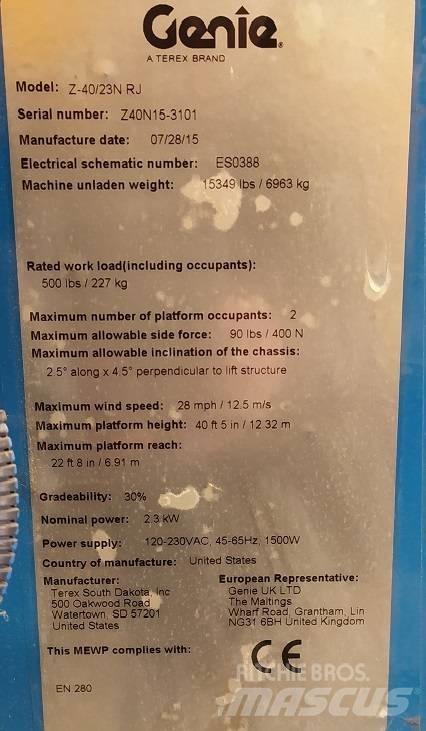 Genie
A TEREX BRAND
Model: Z-40/23N RJ
Serial number: Z40N15-3101
Manufacture date: 07/28/15
Electrical schematic number: ES0388
Machine unladen weight: 15349 lbs / 6963 kg
Rated work load(including occupants):
500 lbs / 227 kg
Maximum number of platform occupants: 2
Maximum allowable side force: 90 lbs / 400 N
Maximum allowable inclination of the chassis:
2.5° along x 4.5° perpendicular to lift structure
Maximum wind speed: 28 mph / 12.5 m/s
Maximum platform height: 40 ft 5 in / 12.32 m
Maximum platform reach:
22 ft 8 in / 6.91 m
Gradeability: 30%
Nominal power: 2.3 kW
Power supply: 120-230VAC, 45-65Hz, 1500W
Country of manufacture: United States
Manufacturer:
Terex South Dakota, Inc
500 Oakwood Road
Watertown, SD 57201
United States
European Representative:
Genie UK LTD
The Maltings
Wharf Road, Grantham, Lin
NG31 6BH United Kingdom
This MEWP complies with: CE
EN 280
RITCHIE BROS.
MASCUS